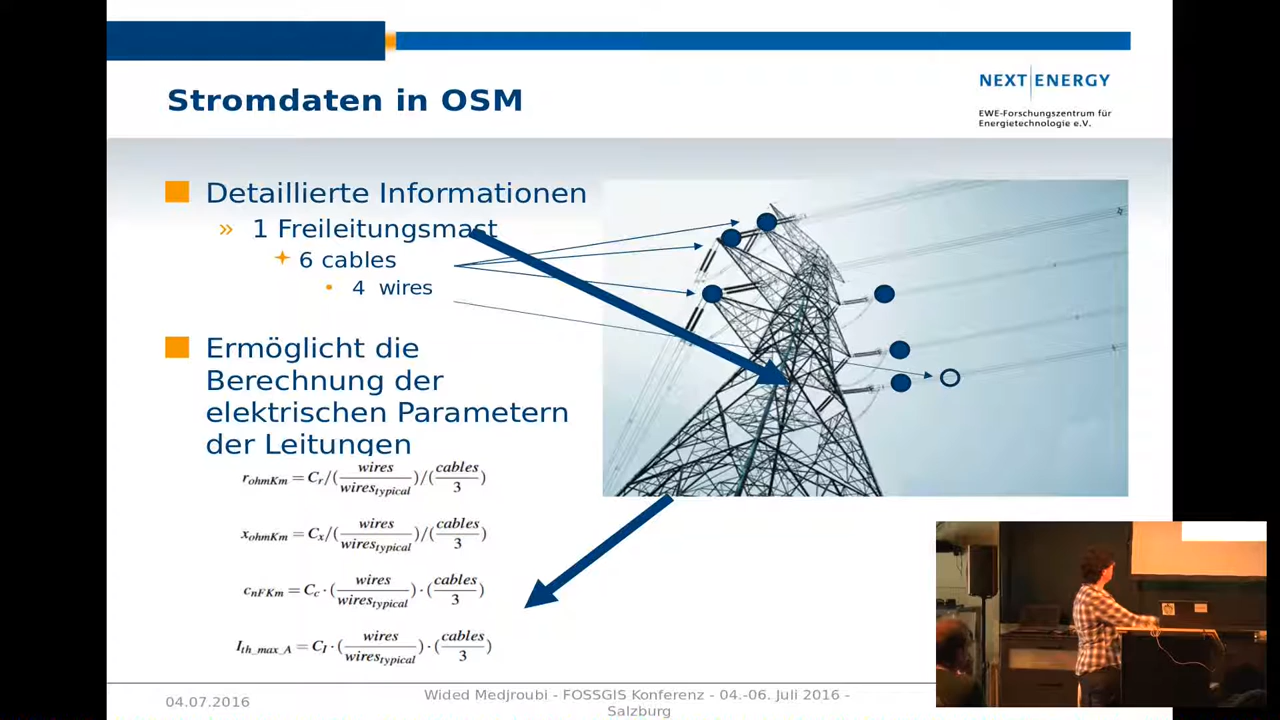 Stromdaten in OSM
NEXT ENERGY
EWE-Forschungszentrum für
Energietechnologie e.V.
Detaillierte Informationen
» 1 Freileitungsmast
6 cables
• 4 wires
Ermöglicht die
Berechnung der
elektrischen Parametern
der Leitungen
r_ohmKm = C_r/(wires/wires_typical)/(cables/3)
x_ohmKm = C_x/(wires/wires_typical)/(cables/3)
c_nFKm = C_c·(wires/wires_typical)·(cables/3)
I_th_max_A = C_I·(wires/wires_typical)·(cables/3)
04.07.2016
Wided Medjroubi - FOSSGIS Konferenz - 04.-06. Juli 2016 -
Salzburg